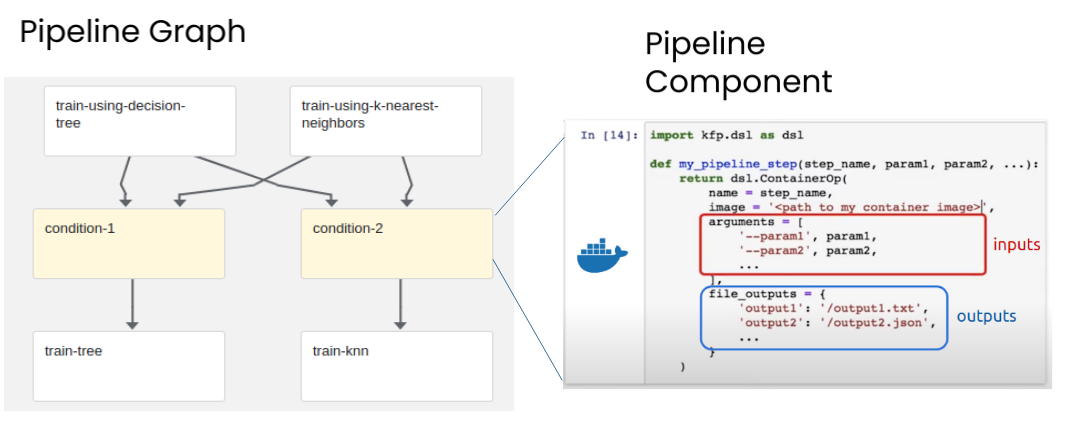 Pipeline Graph
train-using-decision-
tree
train-using-k-nearest-
neighbors
condition-1
condition-2
train-tree
train-knn
Pipeline
Component
In [14]:
import kfp.dsl as dsl
def my_pipeline_step(step_name, param1, param2, ...):
return dsl.ContainerOp(
name = step_name,
image = '<path to my container image>',
arguments = [
'--param1', param1,
'--param2', param2,
...
],
inputs
file_outputs = {
'output1': '/output1.txt',
'output2': '/output2.json',
...
}
outputs
)